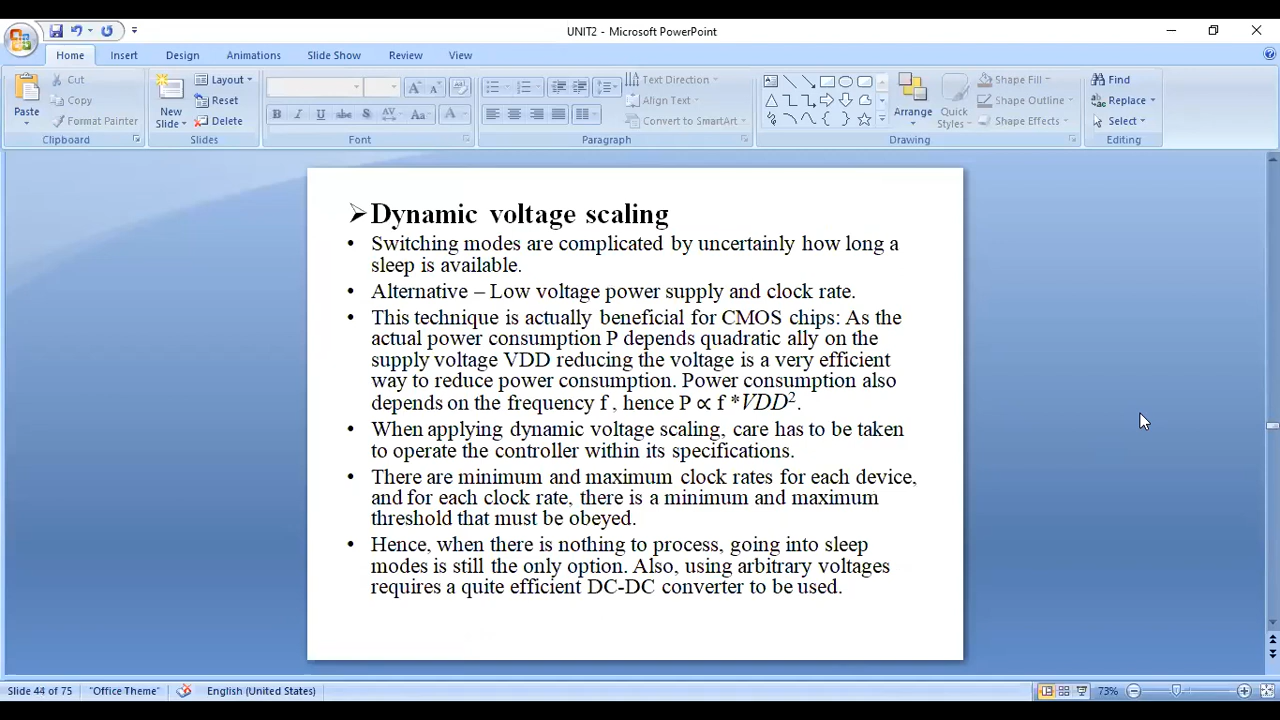 UNIT2 - Microsoft PowerPoint
Home Insert Design Animations Slide Show Review View
Paste
Cut
Copy
Format Painter
Clipboard
New Slide
Layout
Reset
Delete
Slides
B I U abc S AV Aa A
Font
Text Direction
Align Text
Convert to SmartArt
Paragraph
Arrange
Quick Styles
Shape Fill
Shape Outline
Shape Effects
Drawing
Find
Replace
Select
Editing
➢Dynamic voltage scaling
• Switching modes are complicated by uncertainly how long a
sleep is available.
• Alternative – Low voltage power supply and clock rate.
• This technique is actually beneficial for CMOS chips: As the
actual power consumption P depends quadratic ally on the
supply voltage VDD reducing the voltage is a very efficient
way to reduce power consumption. Power consumption also
depends on the frequency f , hence P ∝ f *VDD².
• When applying dynamic voltage scaling, care has to be taken
to operate the controller within its specifications.
• There are minimum and maximum clock rates for each device,
and for each clock rate, there is a minimum and maximum
threshold that must be obeyed.
• Hence, when there is nothing to process, going into sleep
modes is still the only option. Also, using arbitrary voltages
requires a quite efficient DC-DC converter to be used.
Slide 44 of 75 "Office Theme" English (United States) 73%